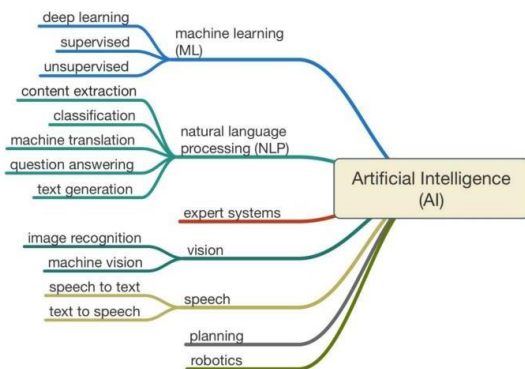 deep learning
supervised
unsupervised
machine learning
(ML)
content extraction
classification
machine translation
question answering
text generation
natural language
processing (NLP)
expert systems
image recognition
machine vision
vision
speech to text
text to speech
speech
planning
robotics
Artificial Intelligence
(AI)